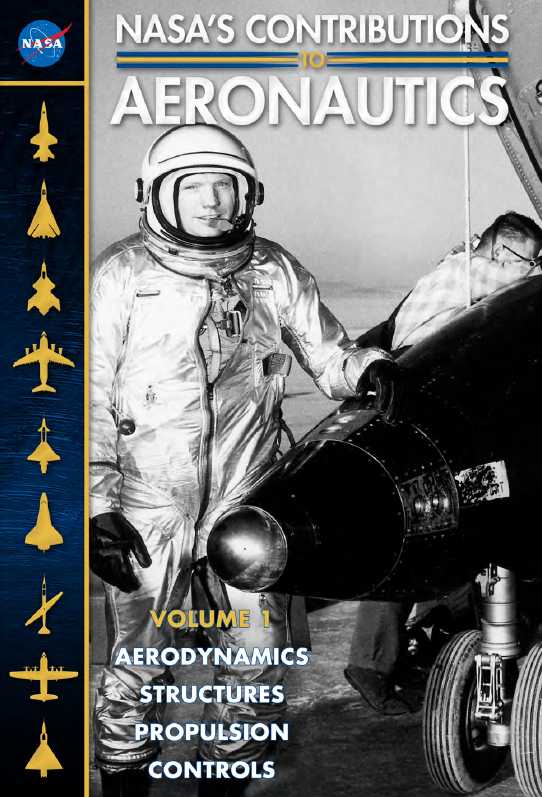 NASA
NASA'S CONTRIBUTIONS
TO
AERONAUTICS
VOLUME 1
AERODYNAMICS
STRUCTURES
PROPULSION
CONTROLS